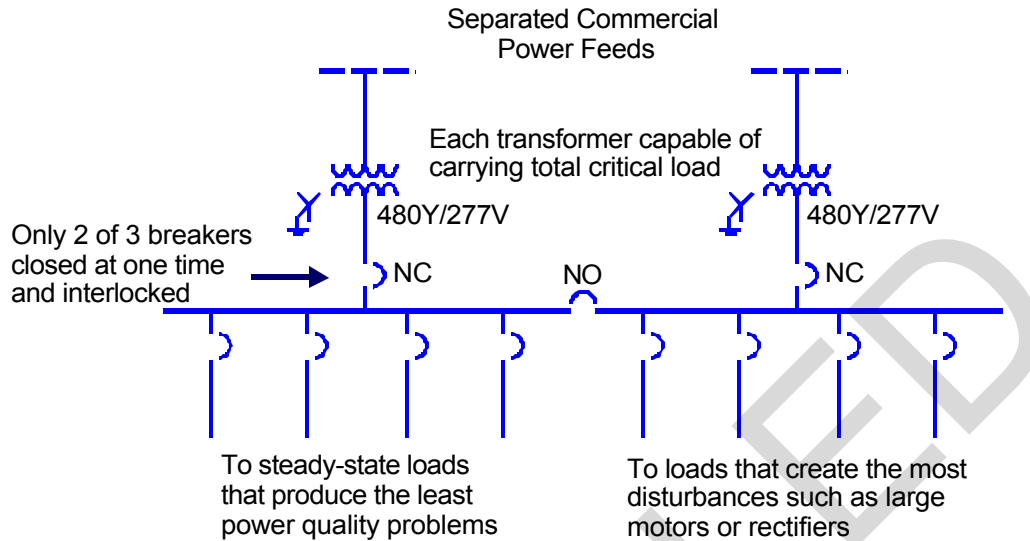 Separated Commercial
Power Feeds
Each transformer capable of
carrying total critical load
480Y/277V
480Y/277V
Only 2 of 3 breakers
closed at one time
and interlocked
NC
NO
NC
To steady-state loads
that produce the least
power quality problems
To loads that create the most
disturbances such as large
motors or rectifiers